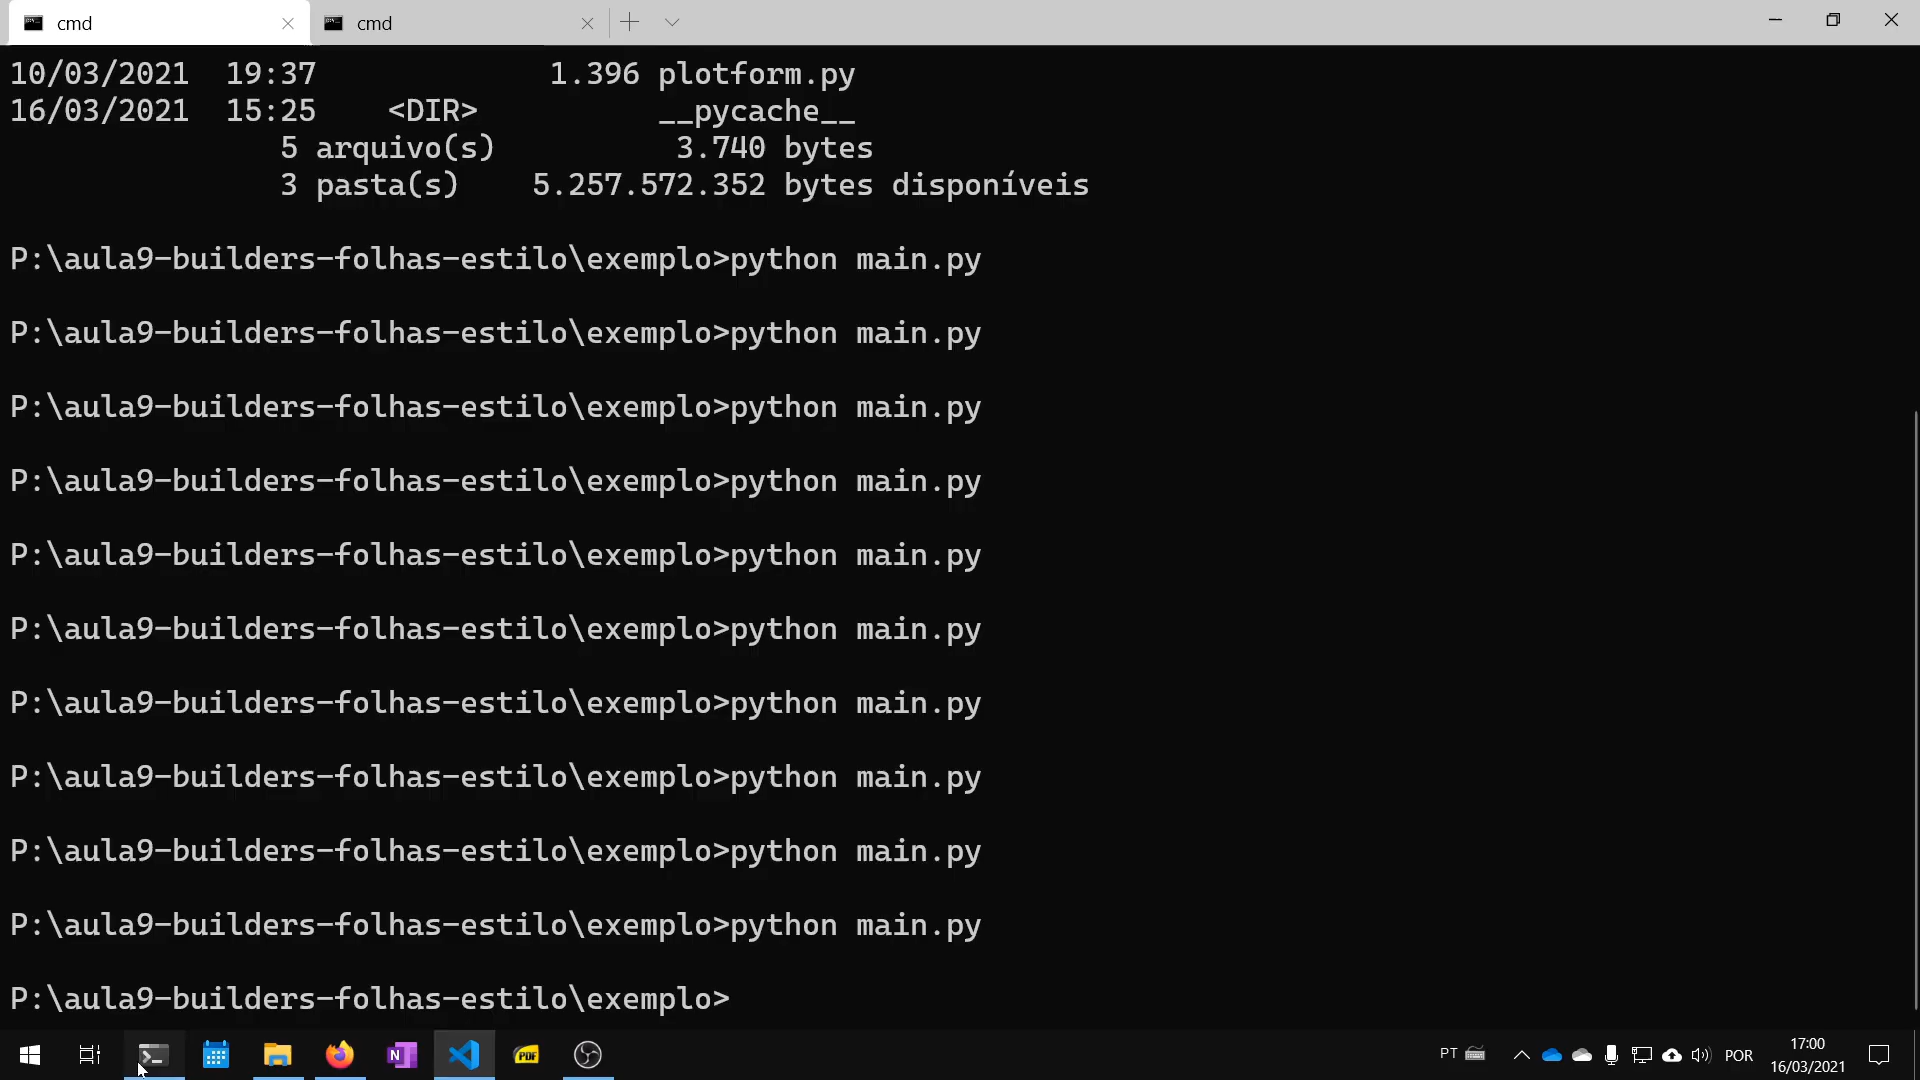 cmd
cmd
10/03/2021  19:37             1.396 plotform.py
16/03/2021  15:25    <DIR>          __pycache__
5 arquivo(s)          3.740 bytes
3 pasta(s)    5.257.572.352 bytes disponíveis
P:\aula9-builders-folhas-estilo\exemplo>python main.py
P:\aula9-builders-folhas-estilo\exemplo>python main.py
P:\aula9-builders-folhas-estilo\exemplo>python main.py
P:\aula9-builders-folhas-estilo\exemplo>python main.py
P:\aula9-builders-folhas-estilo\exemplo>python main.py
P:\aula9-builders-folhas-estilo\exemplo>python main.py
P:\aula9-builders-folhas-estilo\exemplo>python main.py
P:\aula9-builders-folhas-estilo\exemplo>python main.py
P:\aula9-builders-folhas-estilo\exemplo>python main.py
P:\aula9-builders-folhas-estilo\exemplo>python main.py
P:\aula9-builders-folhas-estilo\exemplo>
N
PDF
PT
POR
17:00
16/03/2021